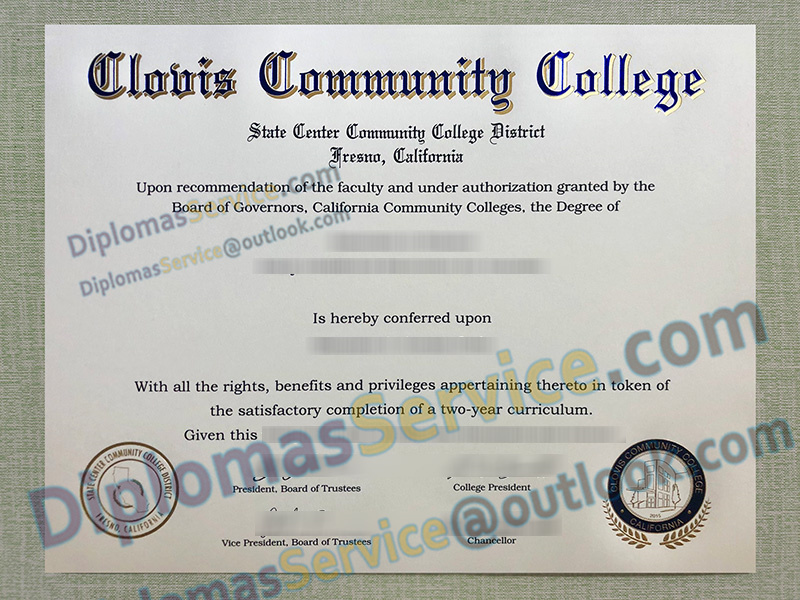 Clovis Community College
State Center Community College District
Fresno, California
Upon recommendation of the faculty and under authorization granted by the
Board of Governors, California Community Colleges, the Degree of
DiplomasService.com
DiplomasService@outlook.com
Is hereby conferred upon
With all the rights, benefits and privileges appertaining thereto in token of
the satisfactory completion of a two-year curriculum.
Given this
DiplomasService.com
STATE CENTER COMMUNITY COLLEGE DISTRICT
FRESNO, CALIFORNIA
President, Board of Trustees
College President
CLOVIS COMMUNITY COLLEGE
2015
CALIFORNIA
Vice President, Board of Trustees
Chancellor
DiplomasService@outlook.com